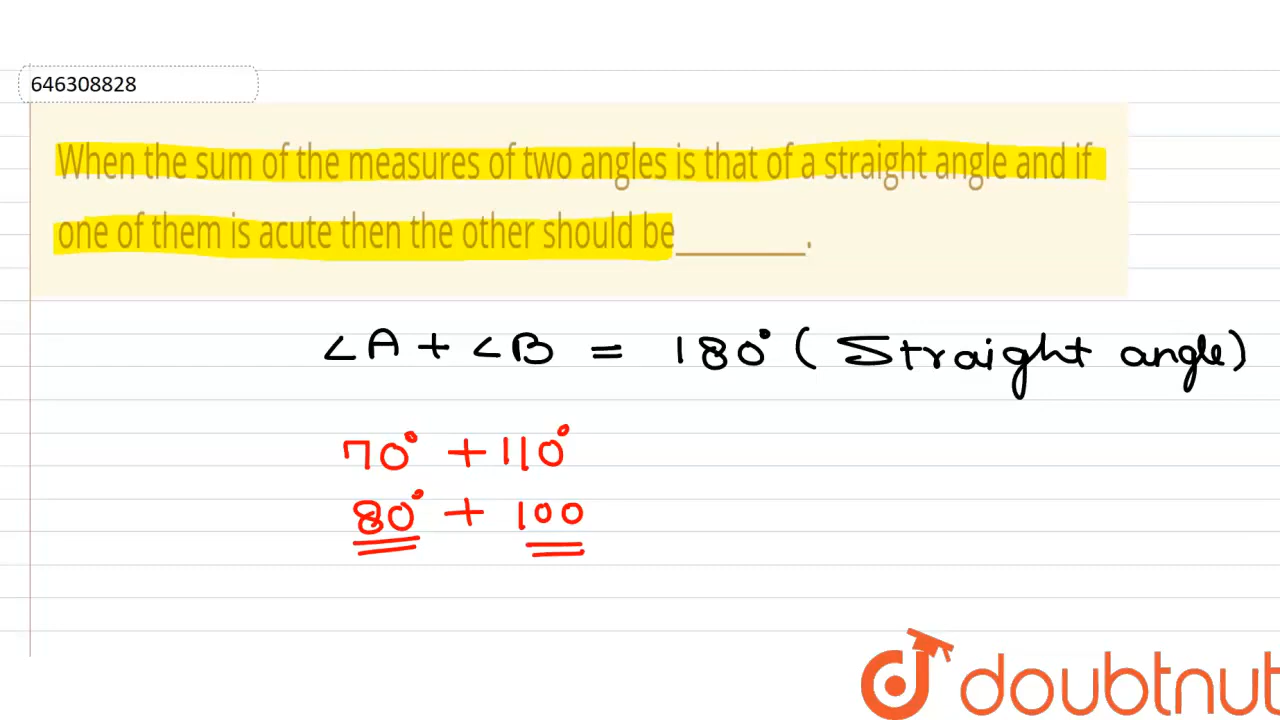 646308828
When the sum of the measures of two angles is that of a straight angle and if
one of them is acute then the other should be________.
∠A + ∠B = 180° (Straight angle)
70° + 110°
80° + 100
doubtnut